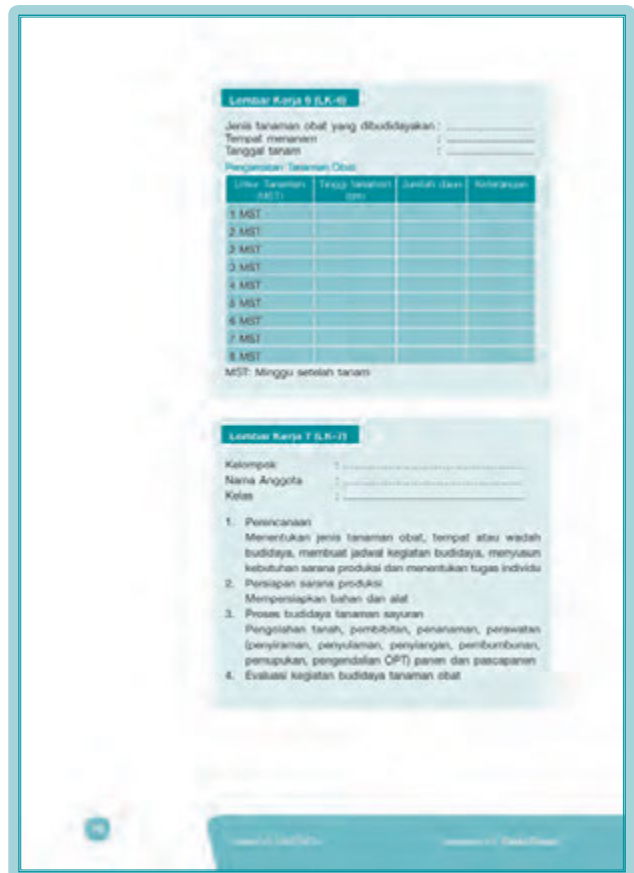 Lembar Kerja 6 (LK-6)
Jenis tanaman obat yang dibudidayakan :
Tempat menanam :
Tanggal tanam :
Pengamatan Tanaman Obat
Umur Tanaman (MST) Tinggi tanaman (cm) Jumlah daun Keterangan
1 MST
2 MST
2 MST
3 MST
4 MST
5 MST
6 MST
7 MST
8 MST
MST: Minggu setelah tanam
Lembar Kerja 7 (LK-7)
Kelompok :
Nama Anggota :
Kelas :
1. Perencanaan
Menentukan jenis tanaman obat, tempat atau wadah
budidaya, membuat jadwal kegiatan budidaya, menyusun
kebutuhan sarana produksi dan menentukan tugas individu
2. Persiapan sarana produksi
Mempersiapkan bahan dan alat
3. Proses budidaya tanaman sayuran
Pengolahan tanah, pembibitan, penanaman, perawatan
(penyiraman, penyulaman, penyiangan, pembumbunan,
pemupukan, pengendalian OPT) panen dan pascapanen
4. Evaluasi kegiatan budidaya tanaman obat